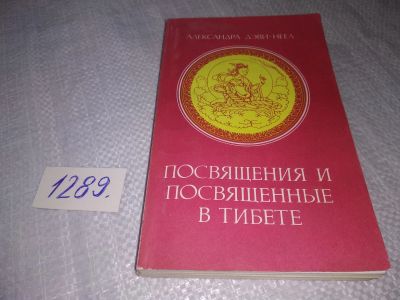 АЛЕКСАНДРА ДЭВИ-НЕЕЛ
ПОСВЯЩЕНИЯ И
ПОСВЯЩЕННЫЕ
В ТИБЕТЕ
1289.